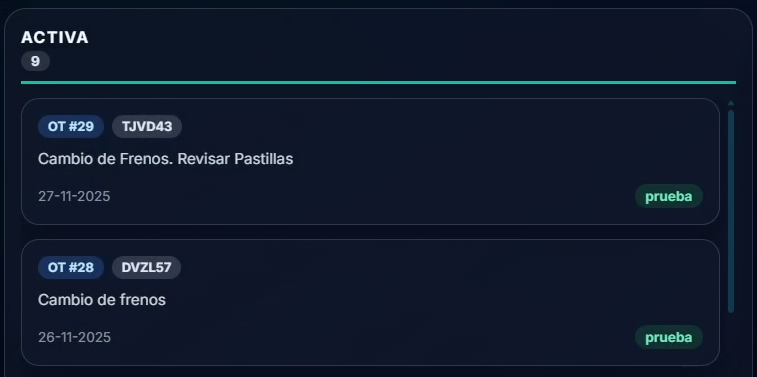 ACTIVA
9
OT #29 TJVD43
Cambio de Frenos. Revisar Pastillas
27-11-2025 prueba
OT #28 DVZL57
Cambio de frenos
26-11-2025 prueba